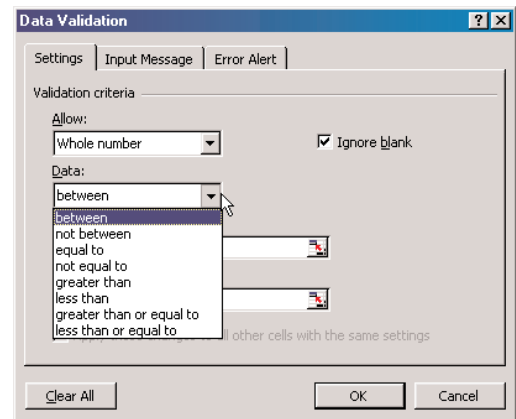 Data Validation
Settings Input Message Error Alert
Validation criteria
Allow:
Whole number Ignore blank
Data:
between
between
not between
equal to
not equal to
greater than
less than
greater than or equal to
less than or equal to
all other cells with the same settings
Clear All OK Cancel